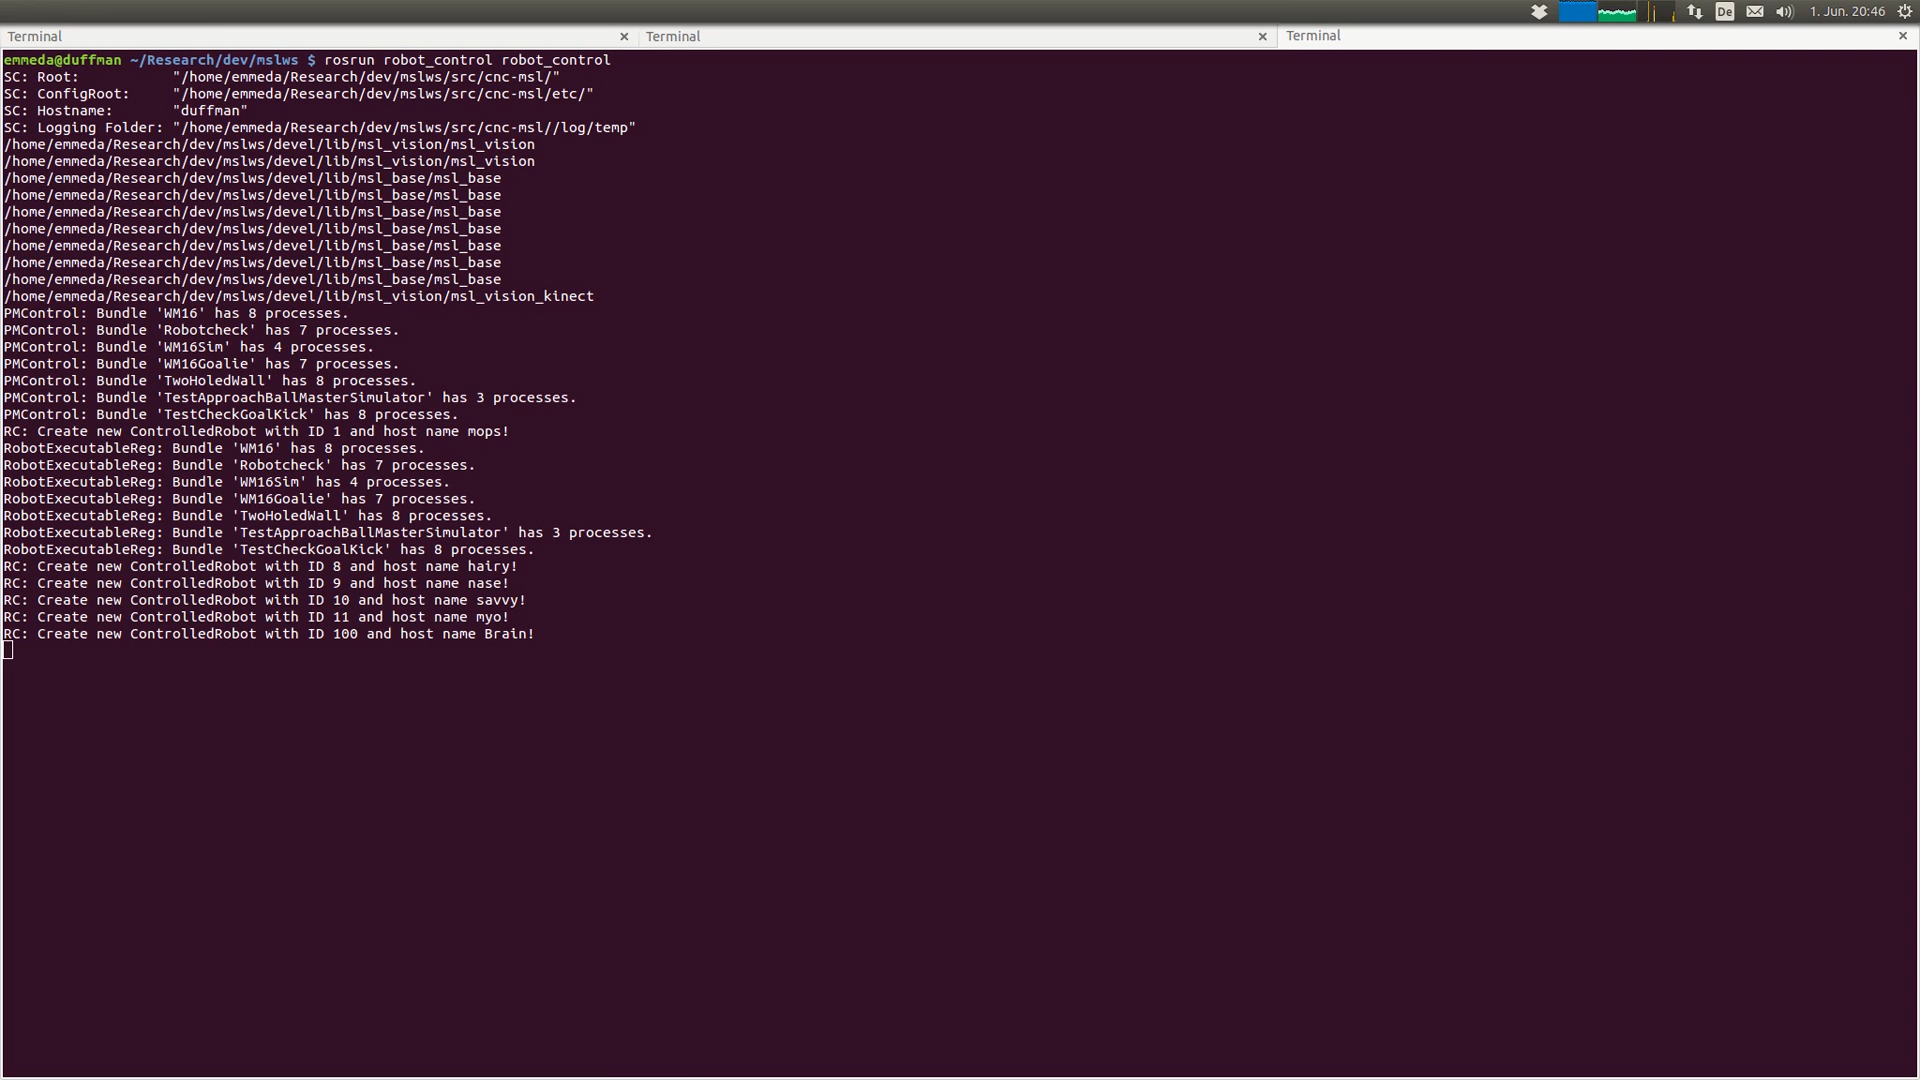 De 1. Jun. 20:46
Terminal Terminal Terminal
emmeda@duffman ~/Research/dev/mslws $ rosrun robot_control robot_control
SC: Root:           "/home/emmeda/Research/dev/mslws/src/cnc-msl/"
SC: ConfigRoot:     "/home/emmeda/Research/dev/mslws/src/cnc-msl/etc/"
SC: Hostname:       "duffman"
SC: Logging Folder: "/home/emmeda/Research/dev/mslws/src/cnc-msl//log/temp"
/home/emmeda/Research/dev/mslws/devel/lib/msl_vision/msl_vision
/home/emmeda/Research/dev/mslws/devel/lib/msl_vision/msl_vision
/home/emmeda/Research/dev/mslws/devel/lib/msl_base/msl_base
/home/emmeda/Research/dev/mslws/devel/lib/msl_base/msl_base
/home/emmeda/Research/dev/mslws/devel/lib/msl_base/msl_base
/home/emmeda/Research/dev/mslws/devel/lib/msl_base/msl_base
/home/emmeda/Research/dev/mslws/devel/lib/msl_base/msl_base
/home/emmeda/Research/dev/mslws/devel/lib/msl_base/msl_base
/home/emmeda/Research/dev/mslws/devel/lib/msl_base/msl_base
/home/emmeda/Research/dev/mslws/devel/lib/msl_vision/msl_vision_kinect
PMControl: Bundle 'WM16' has 8 processes.
PMControl: Bundle 'Robotcheck' has 7 processes.
PMControl: Bundle 'WM16Sim' has 4 processes.
PMControl: Bundle 'WM16Goalie' has 7 processes.
PMControl: Bundle 'TwoHoledWall' has 8 processes.
PMControl: Bundle 'TestApproachBallMasterSimulator' has 3 processes.
PMControl: Bundle 'TestCheckGoalKick' has 8 processes.
RC: Create new ControlledRobot with ID 1 and host name mops!
RobotExecutableReg: Bundle 'WM16' has 8 processes.
RobotExecutableReg: Bundle 'Robotcheck' has 7 processes.
RobotExecutableReg: Bundle 'WM16Sim' has 4 processes.
RobotExecutableReg: Bundle 'WM16Goalie' has 7 processes.
RobotExecutableReg: Bundle 'TwoHoledWall' has 8 processes.
RobotExecutableReg: Bundle 'TestApproachBallMasterSimulator' has 3 processes.
RobotExecutableReg: Bundle 'TestCheckGoalKick' has 8 processes.
RC: Create new ControlledRobot with ID 8 and host name hairy!
RC: Create new ControlledRobot with ID 9 and host name nase!
RC: Create new ControlledRobot with ID 10 and host name savvy!
RC: Create new ControlledRobot with ID 11 and host name myo!
RC: Create new ControlledRobot with ID 100 and host name Brain!